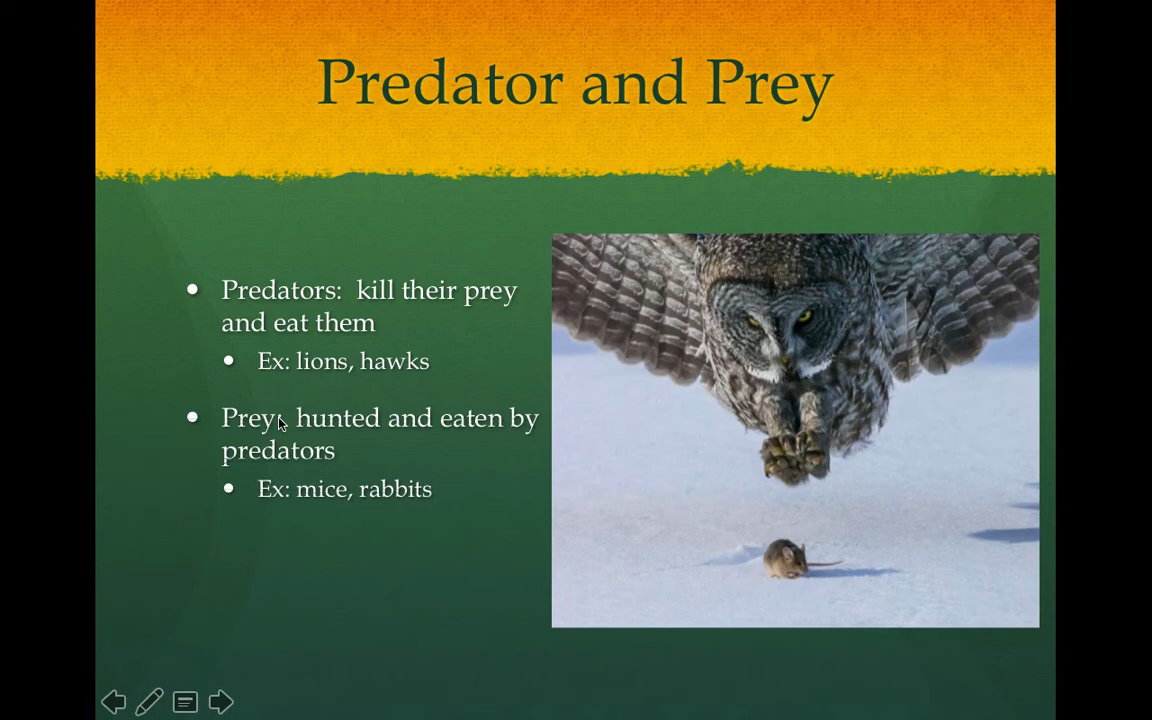 Predator and Prey
Predators:  kill their prey
and eat them
Ex: lions, hawks
Prey: hunted and eaten by
predators
Ex: mice, rabbits